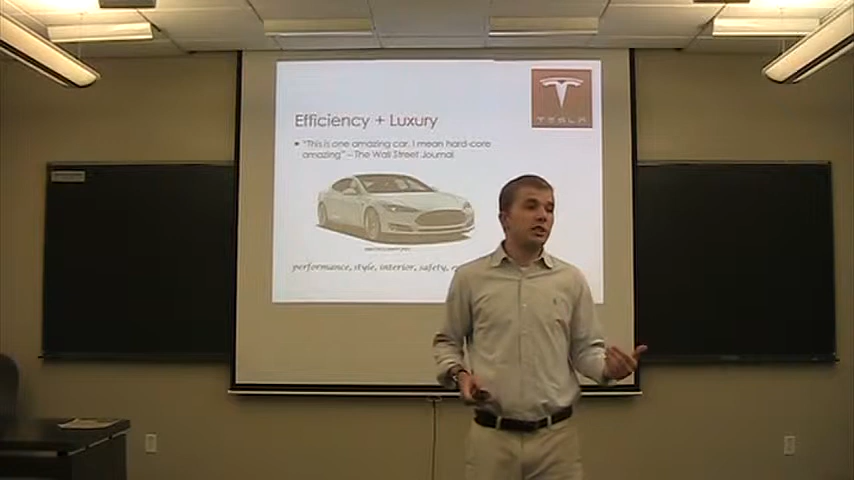 TESLA
Efficiency + Luxury
"This is one amazing car. I mean hard-core
amazing" – The Wall Street Journal
performance, style, interior, safety,